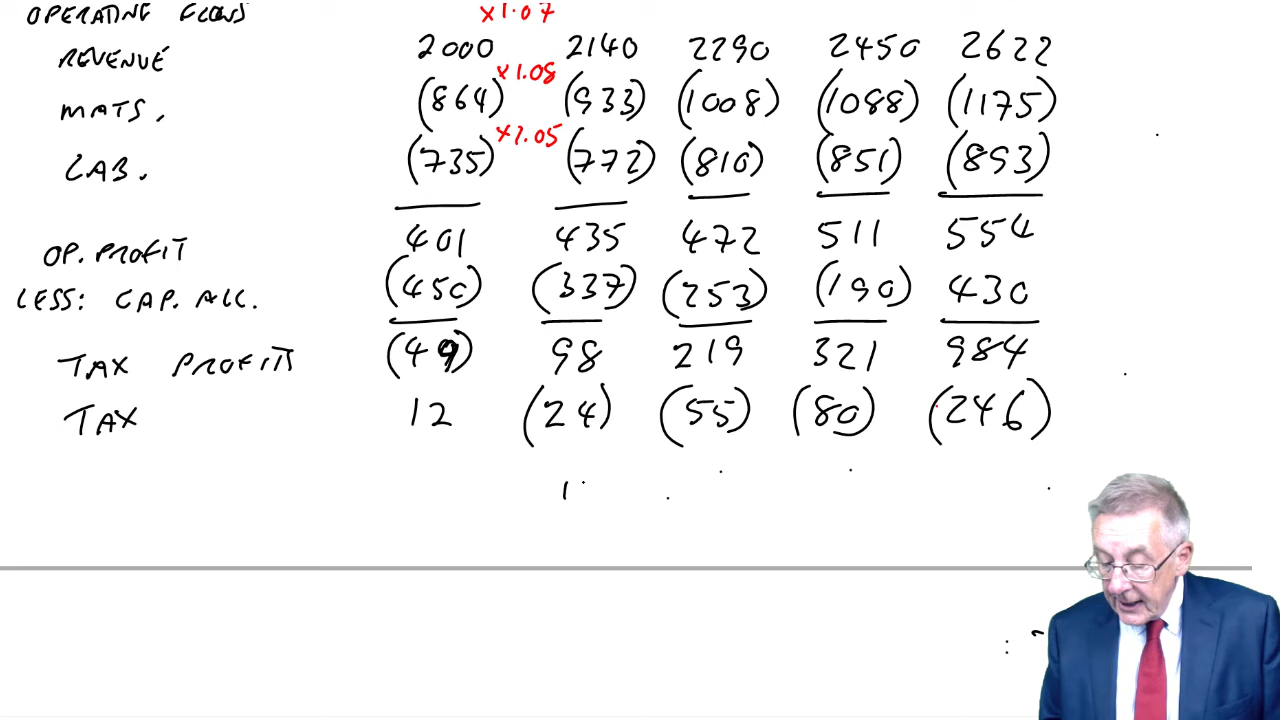 OPERATING FLOWS ×1.07
REVENUE 2000 2140 2290 2450 2622
×1.08
MATS. (864) (933) (1008) (1088) (1175)
×1.05
LAB. (735) (772) (810) (851) (893)
OP. PROFIT 401 435 472 511 554
LESS: CAP. ALL. (450) (337) (253) (190) 430
TAX PROFITS (49) 98 219 321 984
TAX 12 (24) (55) (80) (246)
1